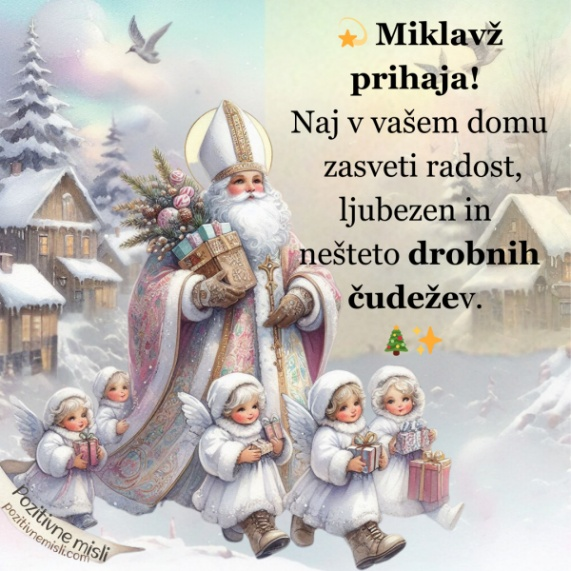 💫 Miklavž
prihaja!
Naj v vašem domu
zasveti radost,
ljubezen in
nešteto drobnih
čudežev.
🎄✨
Pozitivne misli
pozitivnemisli.com